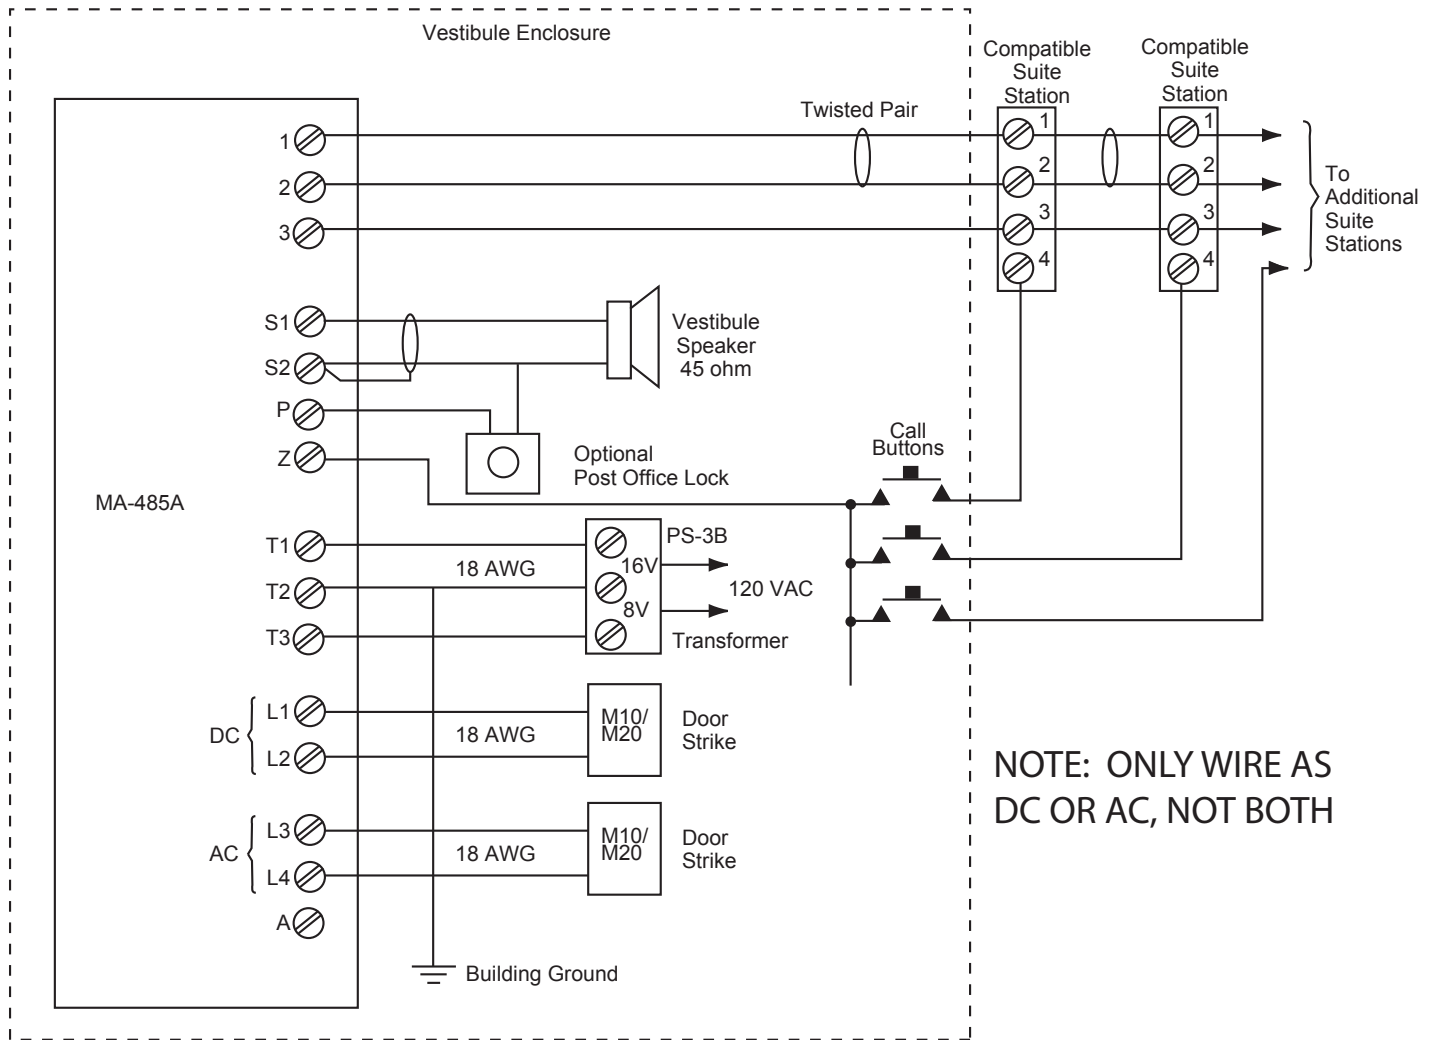 Vestibule Enclosure
Compatible
Suite
Station
Compatible
Suite
Station
Twisted Pair
1
2
3
1
2
3
4
1
2
3
4
To
Additional
Suite
Stations
S1
S2
P
Z
Vestibule
Speaker
45 ohm
Optional
Post Office Lock
Call
Buttons
MA-485A
T1
T2
T3
18 AWG
PS-3B
16V
8V
120 VAC
Transformer
DC
L1
L2
18 AWG
M10/
M20
Door
Strike
AC
L3
L4
18 AWG
M10/
M20
Door
Strike
A
Building Ground
NOTE: ONLY WIRE AS
DC OR AC, NOT BOTH